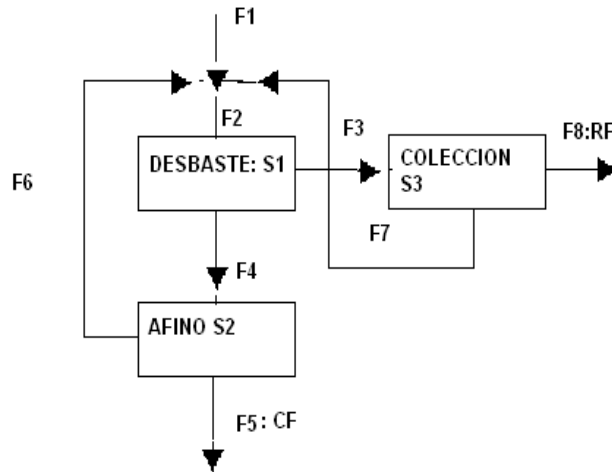 F1
F2
F3
F8:RF
DESBASTE: S1
COLECCION
S3
F6
F7
F4
AFINO S2
F5: CF